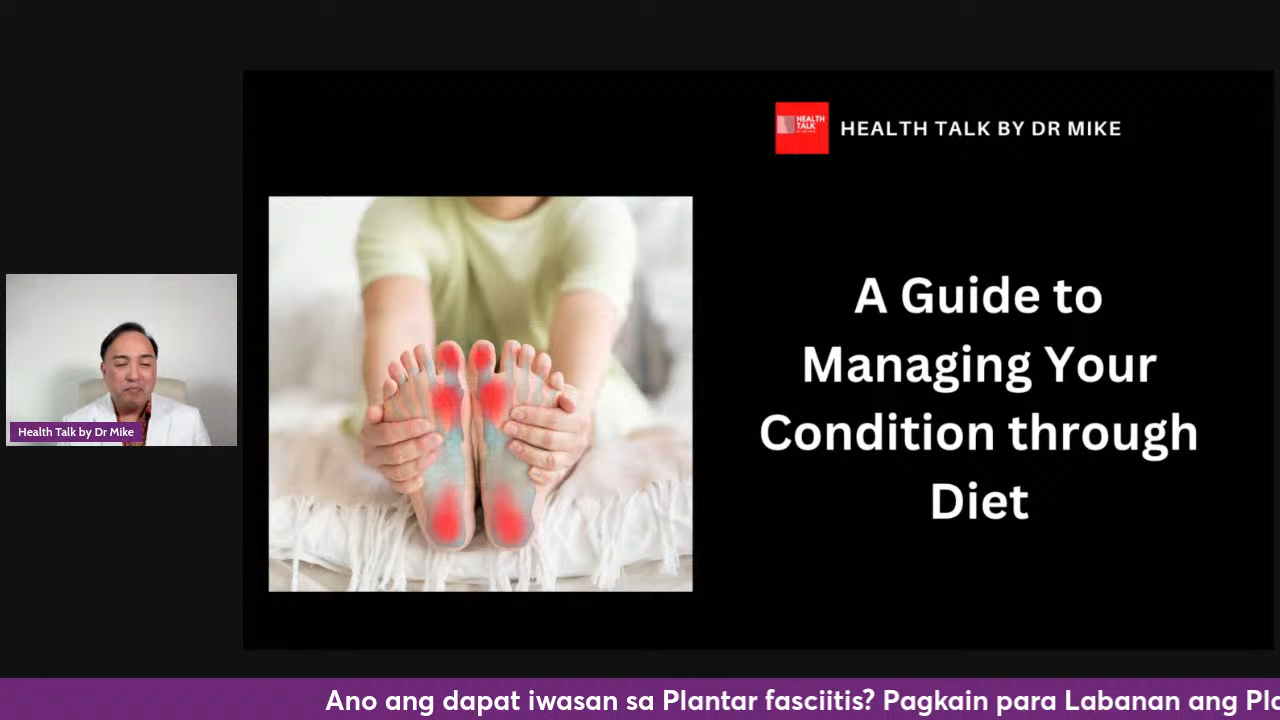 HEALTH
TALK
HEALTH TALK BY DR MIKE
A Guide to
Managing Your
Condition through
Diet
Health Talk by Dr Mike
Ano ang dapat iwasan sa Plantar fasciitis? Pagkain para Labanan ang Pla